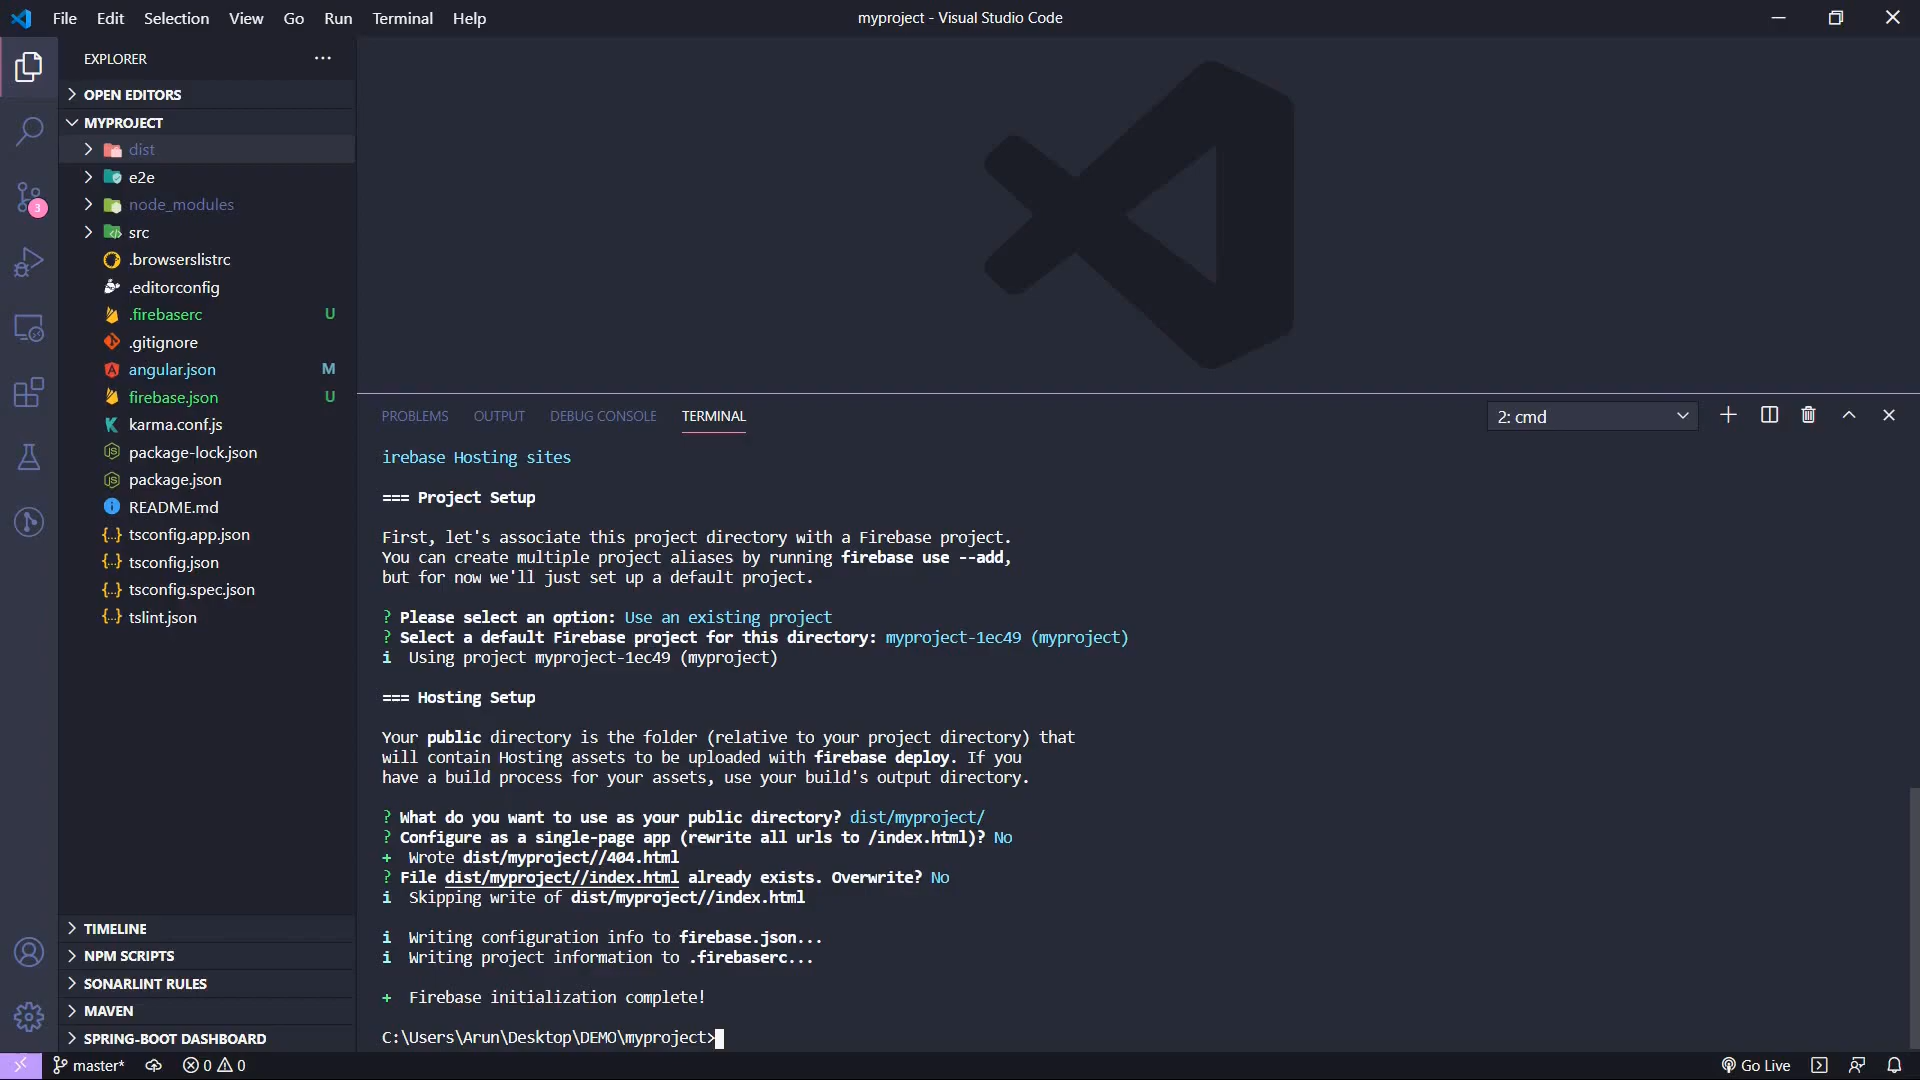 File Edit Selection View Go Run Terminal Help
myproject - Visual Studio Code
EXPLORER
OPEN EDITORS
MYPROJECT
dist
e2e
node_modules
src
.browserslistrc
.editorconfig
.firebaserc U
.gitignore
angular.json M
firebase.json U
karma.conf.js
package-lock.json
package.json
README.md
tsconfig.app.json
tsconfig.json
tsconfig.spec.json
tslint.json
TIMELINE
NPM SCRIPTS
SONARLINT RULES
MAVEN
SPRING-BOOT DASHBOARD
3
PROBLEMS OUTPUT DEBUG CONSOLE TERMINAL
2: cmd
irebase Hosting sites
=== Project Setup
First, let's associate this project directory with a Firebase project.
You can create multiple project aliases by running firebase use --add,
but for now we'll just set up a default project.
? Please select an option: Use an existing project
? Select a default Firebase project for this directory: myproject-1ec49 (myproject)
i Using project myproject-1ec49 (myproject)
=== Hosting Setup
Your public directory is the folder (relative to your project directory) that
will contain Hosting assets to be uploaded with firebase deploy. If you
have a build process for your assets, use your build's output directory.
? What do you want to use as your public directory? dist/myproject/
? Configure as a single-page app (rewrite all urls to /index.html)? No
+ Wrote dist/myproject//404.html
? File dist/myproject//index.html already exists. Overwrite? No
i Skipping write of dist/myproject//index.html
i Writing configuration info to firebase.json...
i Writing project information to .firebaserc...
+ Firebase initialization complete!
C:\Users\Arun\Desktop\DEMO\myproject>
master* 0 0
Go Live